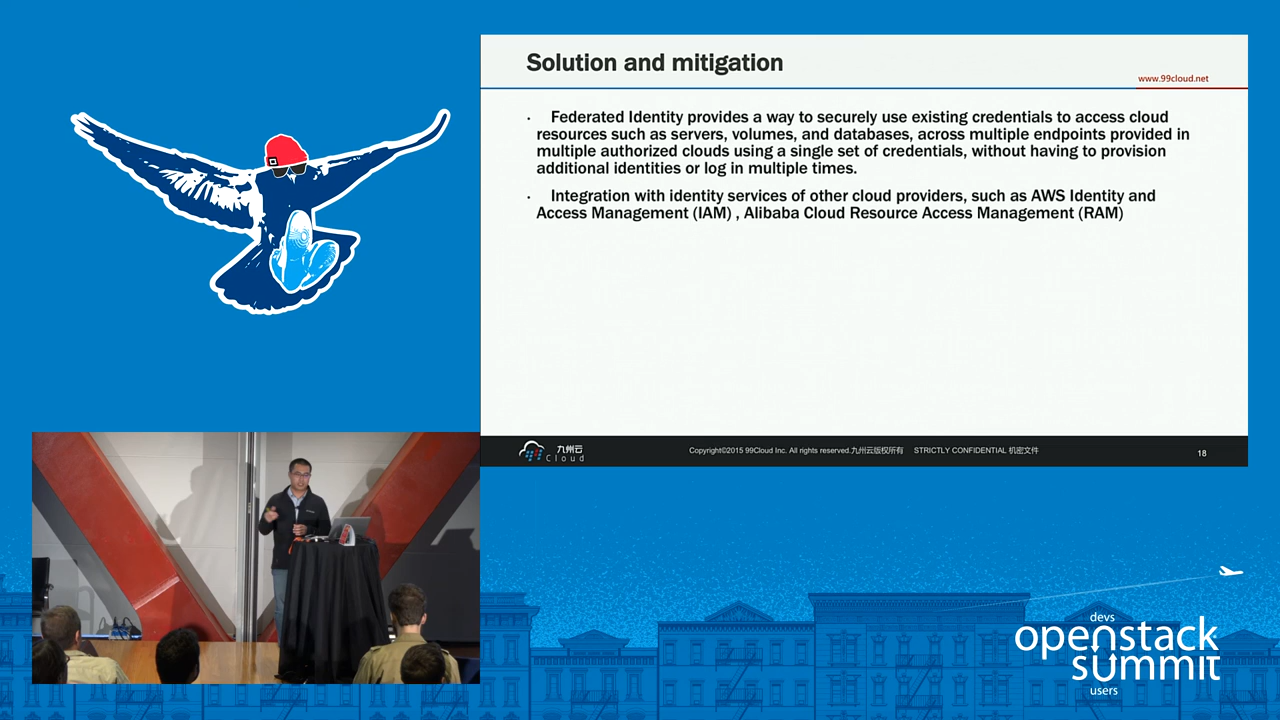 Solution and mitigation
www.99cloud.net
· Federated Identity provides a way to securely use existing credentials to access cloud
resources such as servers, volumes, and databases, across multiple endpoints provided in
multiple authorized clouds using a single set of credentials, without having to provision
additional identities or log in multiple times.
· Integration with identity services of other cloud providers, such as AWS Identity and
Access Management (IAM) , Alibaba Cloud Resource Access Management (RAM)
九州云
Cloud
Copyright©2015 99Cloud Inc. All rights reserved.九州云版权所有 STRICTLY CONFIDENTIAL 机密文件
18
devs
openstack
summit
users